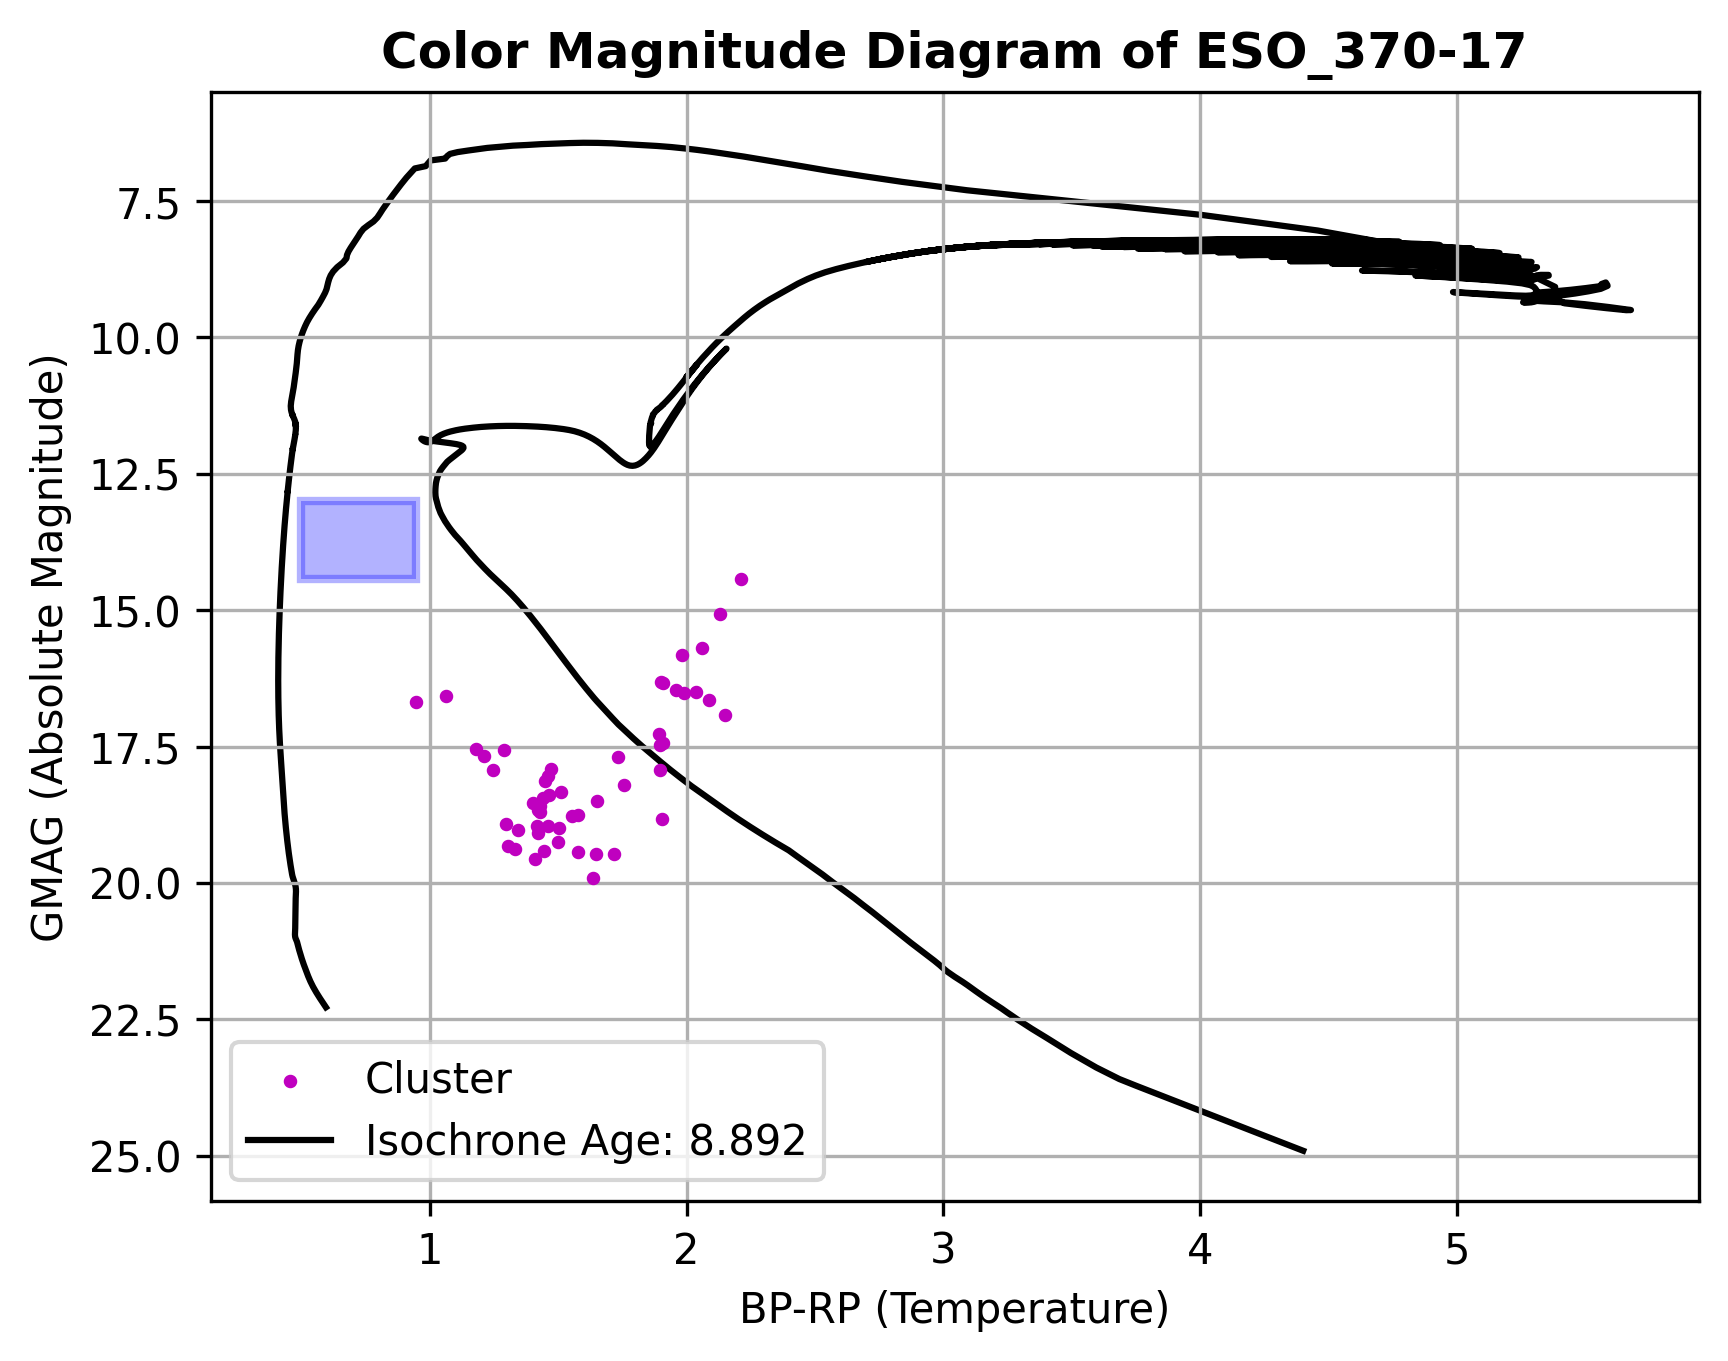 Color Magnitude Diagram of ESO_370-17
GMAG (Absolute Magnitude)
7.5
10.0
12.5
15.0
17.5
20.0
22.5
25.0
Cluster
Isochrone Age: 8.892
1 2 3 4 5
BP-RP (Temperature)